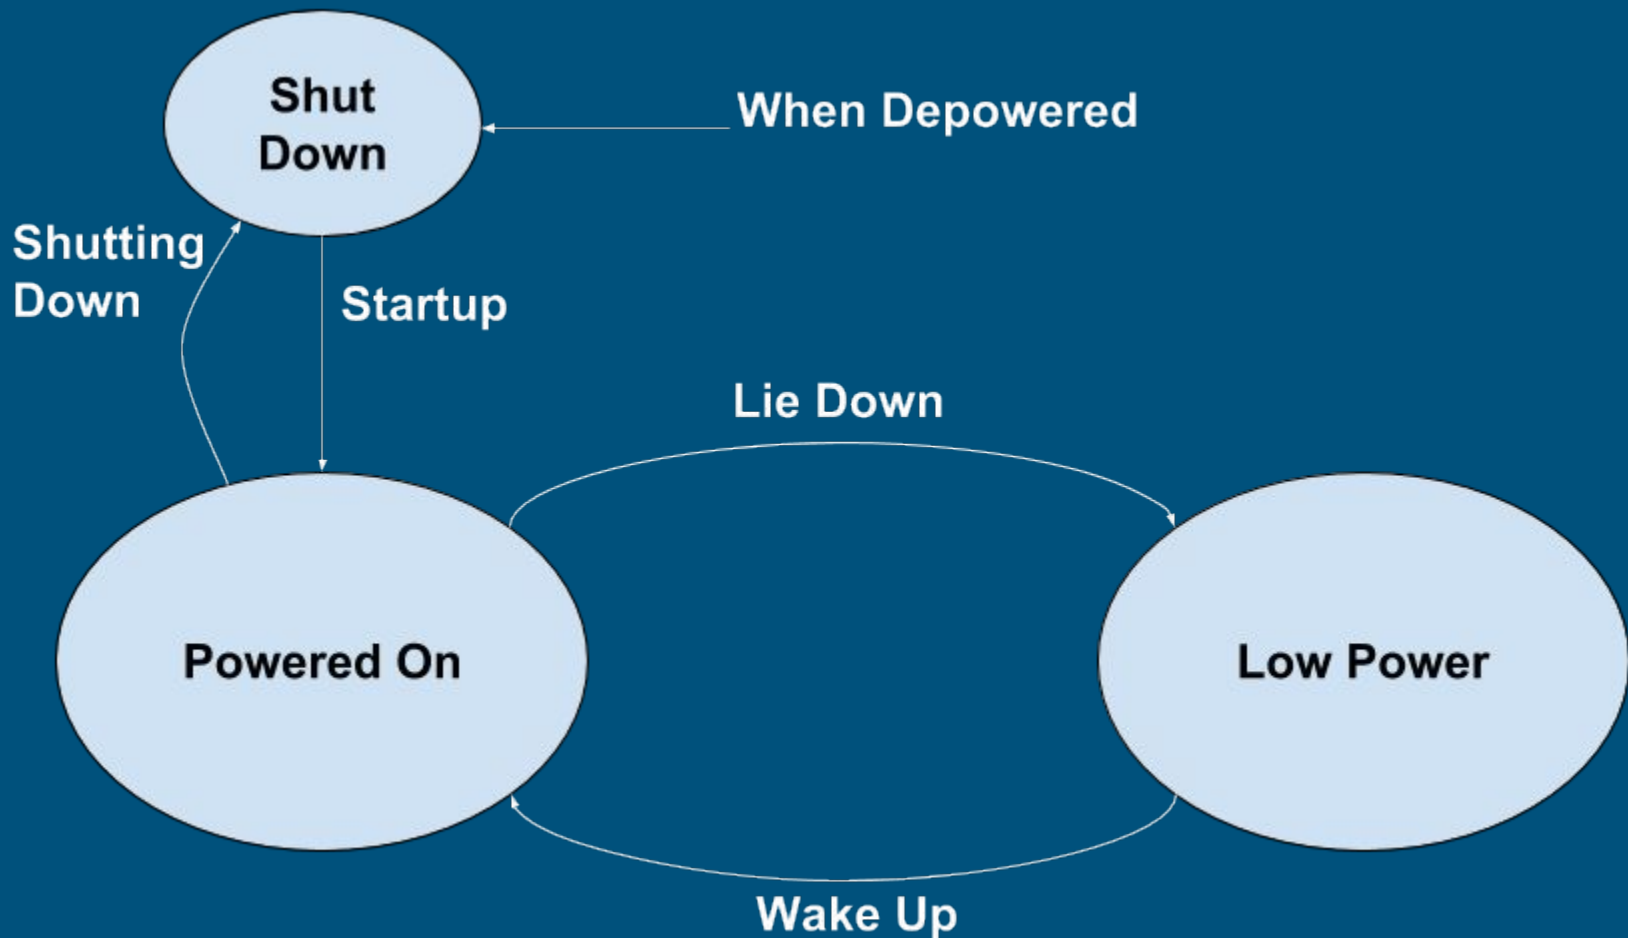 Shut
Down
When Depowered
Shutting
Down
Startup
Lie Down
Powered On
Low Power
Wake Up